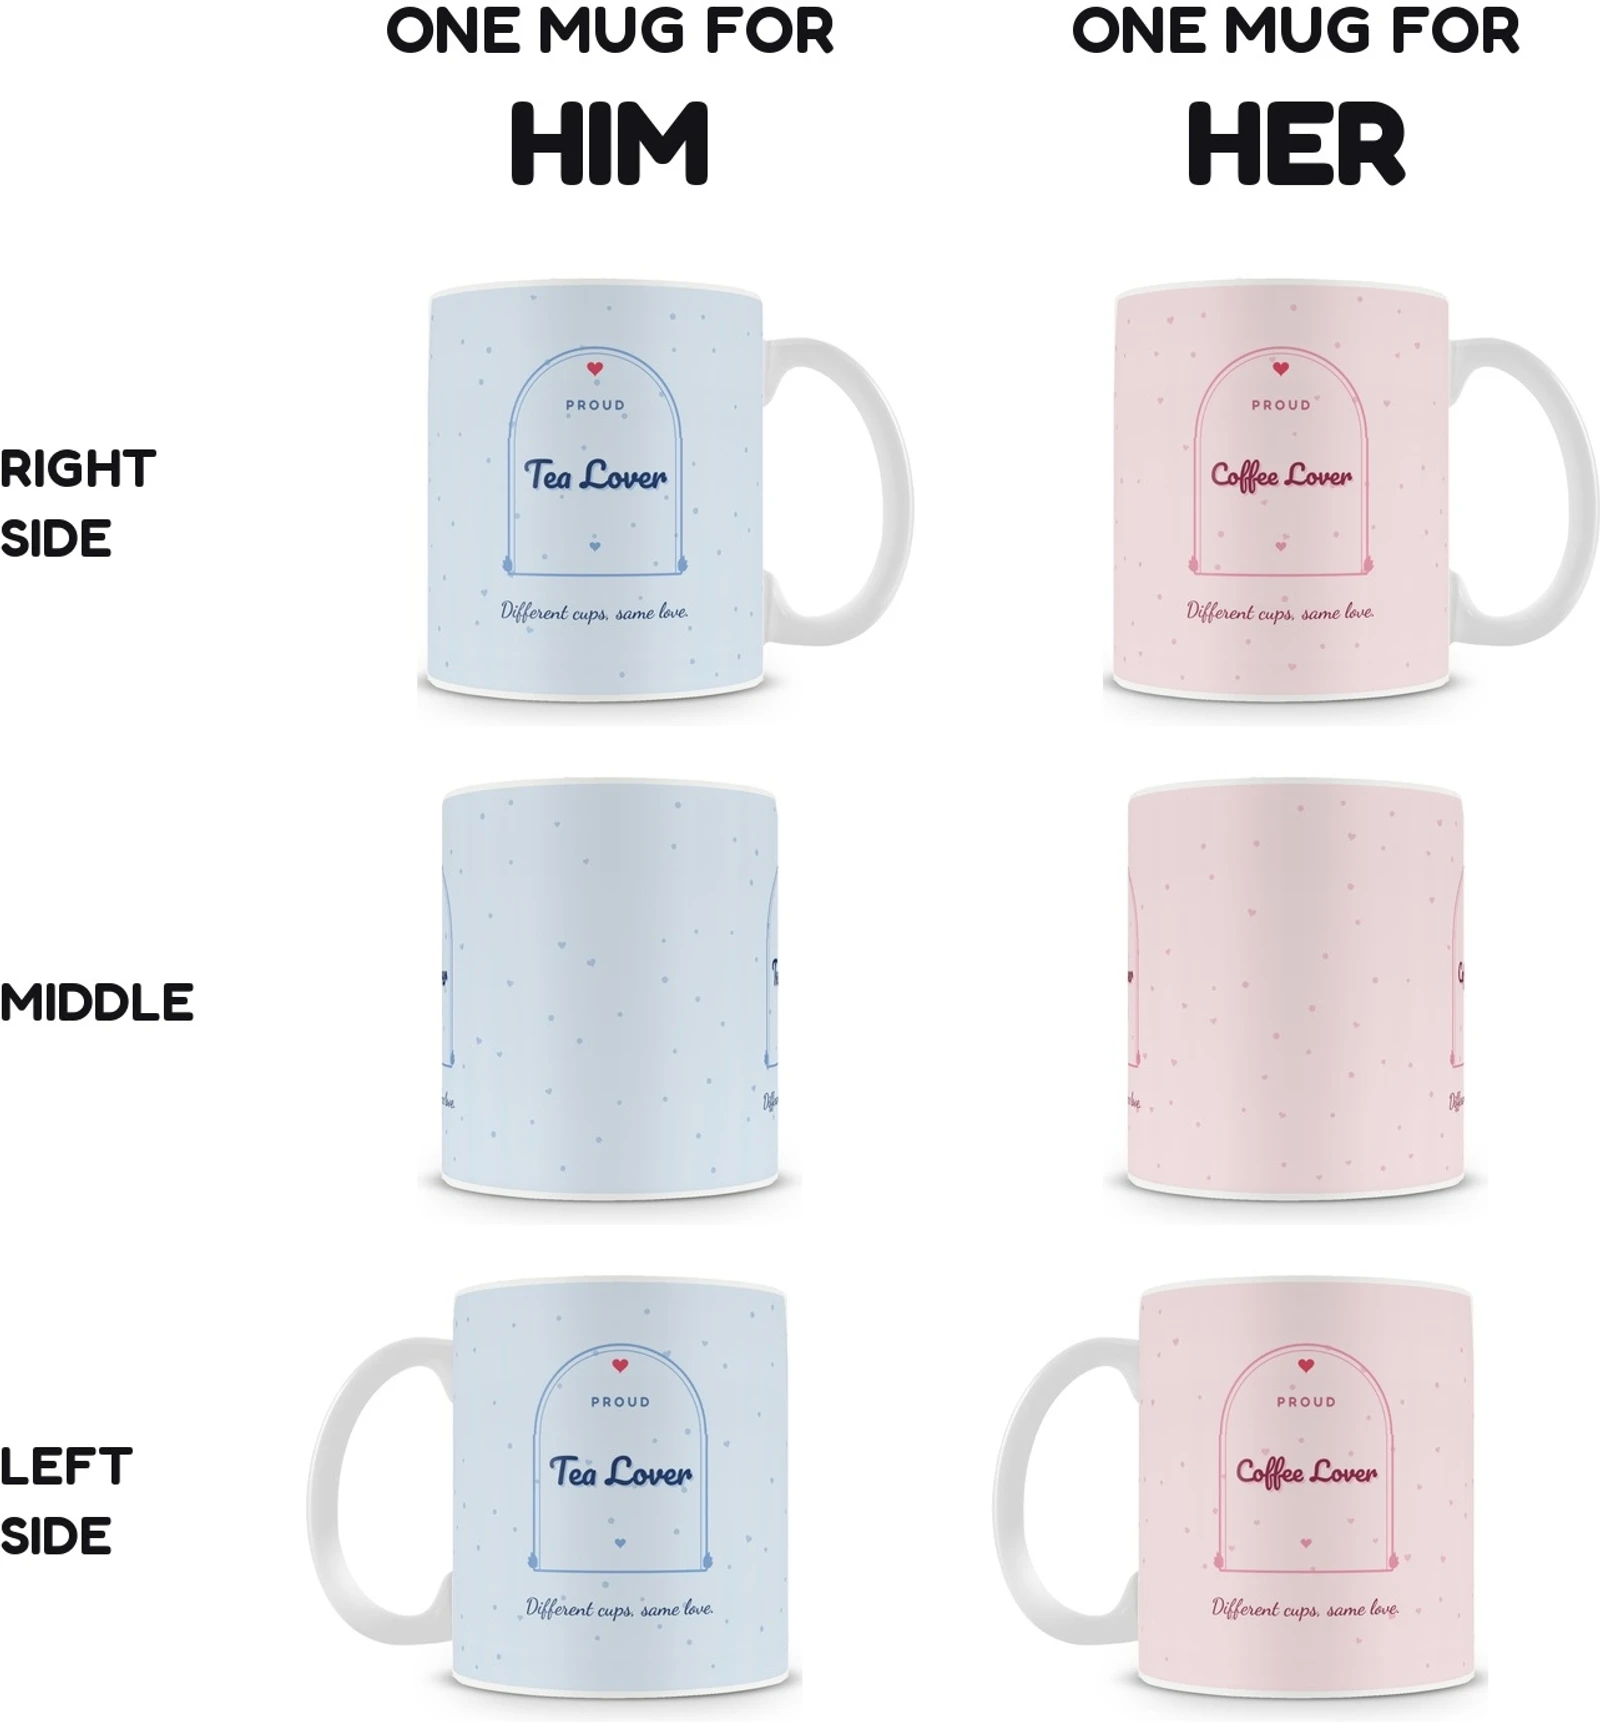 ONE MUG FOR
HIM
ONE MUG FOR
HER
RIGHT
SIDE
PROUD
Tea Lover
Different cups, same love.
PROUD
Coffee Lover
Different cups, same love.
MIDDLE
LEFT
SIDE
PROUD
Tea Lover
Different cups, same love.
PROUD
Coffee Lover
Different cups, same love.